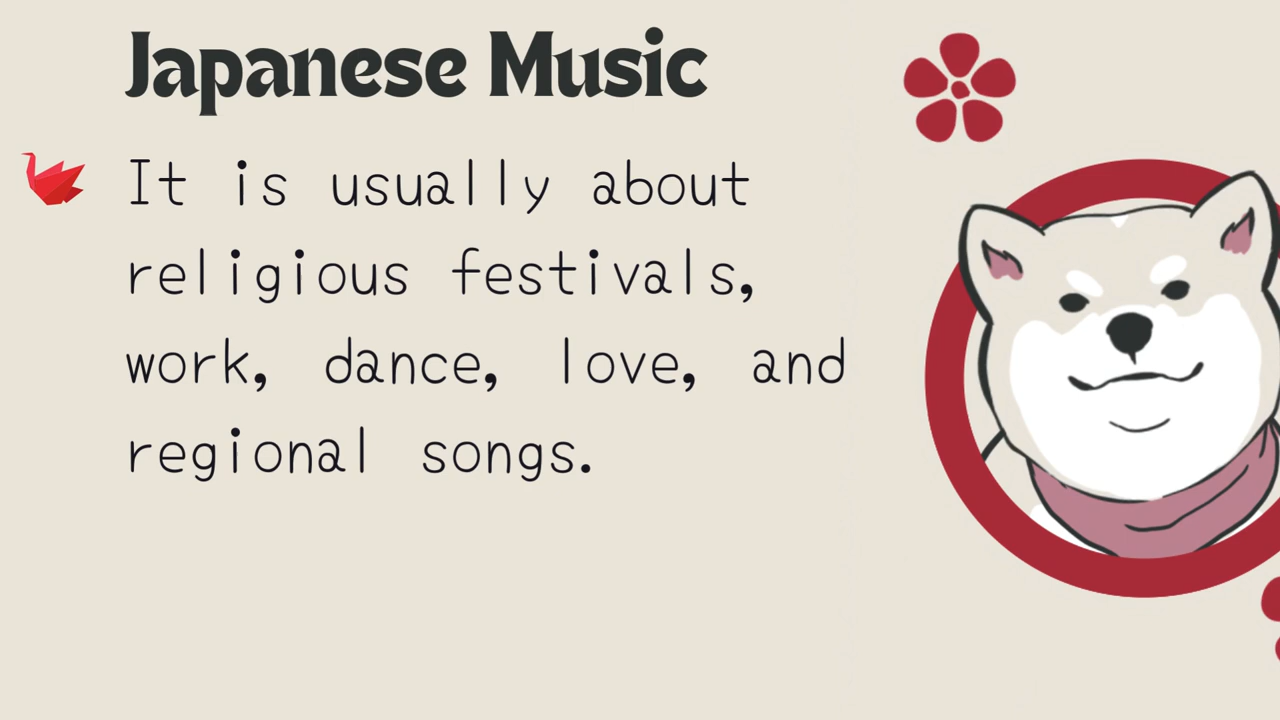 Japanese Music
It is usually about
religious festivals,
work, dance, love, and
regional songs.